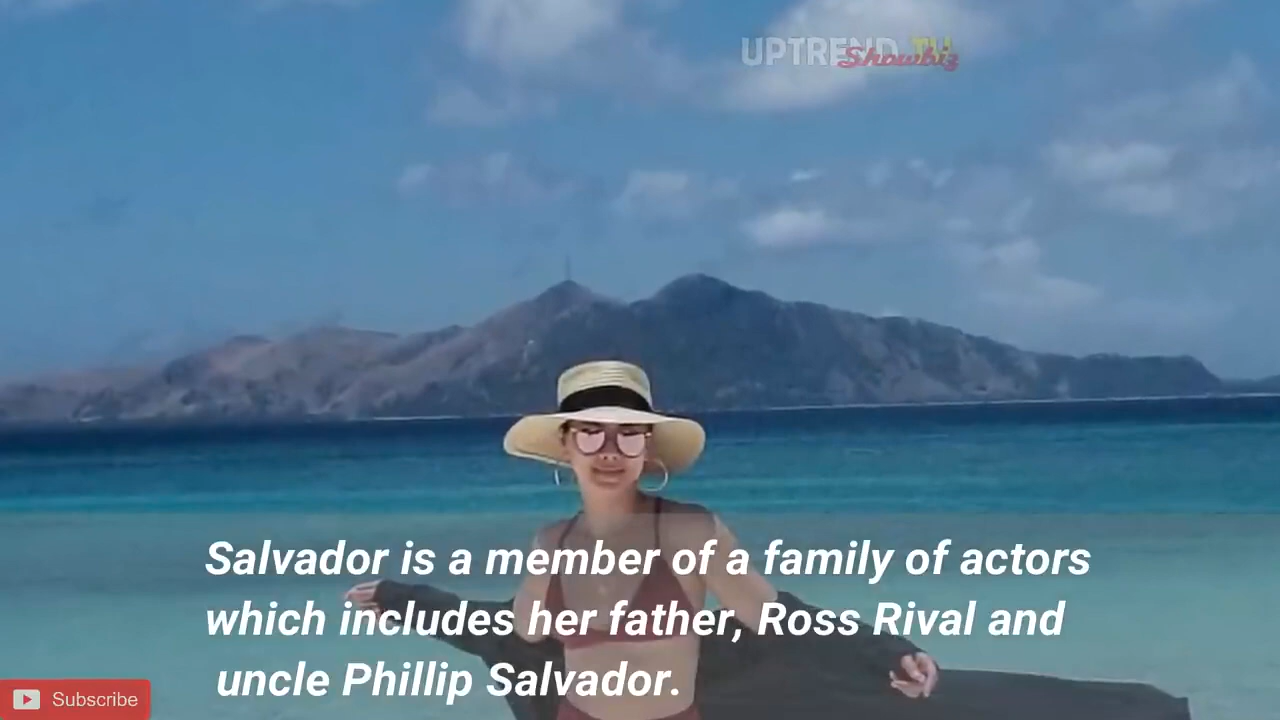 UPTREND TV
Showbiz
Salvador is a member of a family of actors
which includes her father, Ross Rival and
uncle Phillip Salvador.
Subscribe